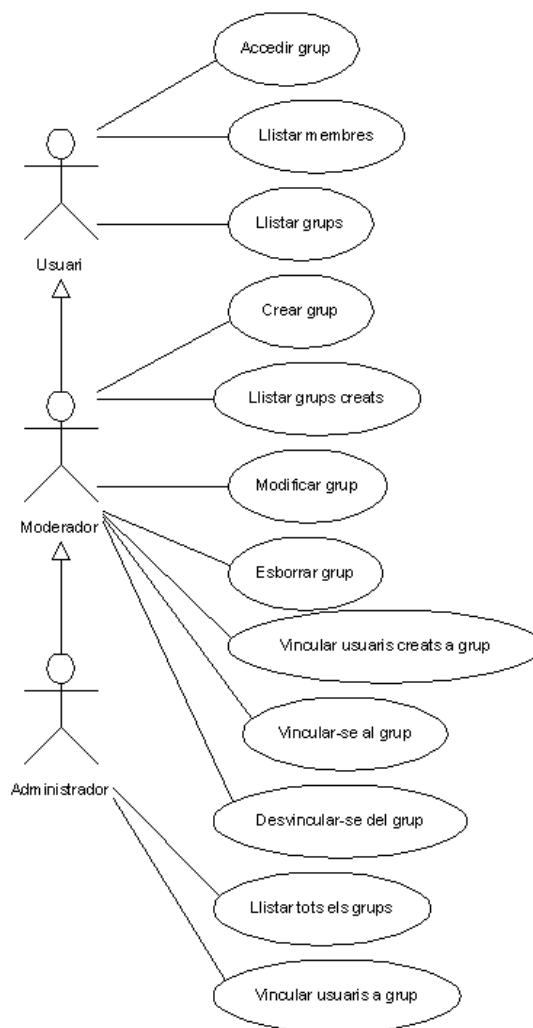 Accedir grup
Llistar membres
Llistar grups
Usuari
Crear grup
Llistar grups creats
Modificar grup
Moderador
Esborrar grup
Vincular usuaris creats a grup
Vincular-se al grup
Administrador
Desvincular-se del grup
Llistar tots els grups
Vincular usuaris a grup